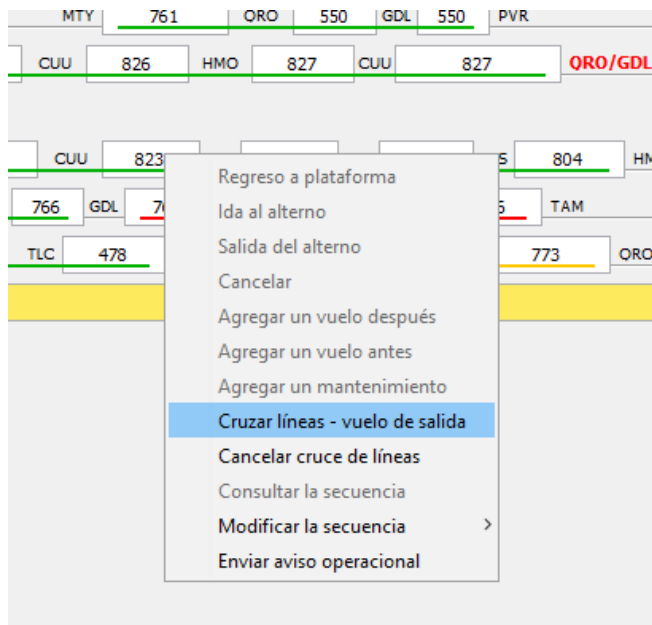 MTY 761 QRO 550 GDL 550 PVR
CUU 826 HMO 827 CUU 827 QRO/GDL
CUU 823 804
766 GDL TAM
TLC 478 773 QRO
Regreso a plataforma
Ida al alterno
Salida del alterno
Cancelar
Agregar un vuelo después
Agregar un vuelo antes
Agregar un mantenimiento
Cruzar líneas - vuelo de salida
Cancelar cruce de líneas
Consultar la secuencia
Modificar la secuencia
Enviar aviso operacional